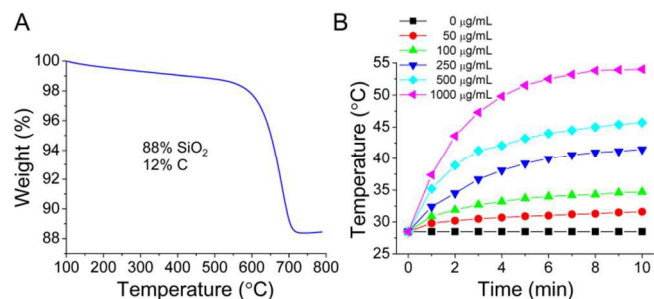 A
100
98
96
94
92
90
88
Weight (%)
88% SiO₂
12% C
100 200 300 400 500 600 700 800
Temperature (°C)
B
0 μg/mL
50 μg/mL
100 μg/mL
250 μg/mL
500 μg/mL
1000 μg/mL
55
50
45
40
35
30
25
Temperature (°C)
0 2 4 6 8 10
Time (min)